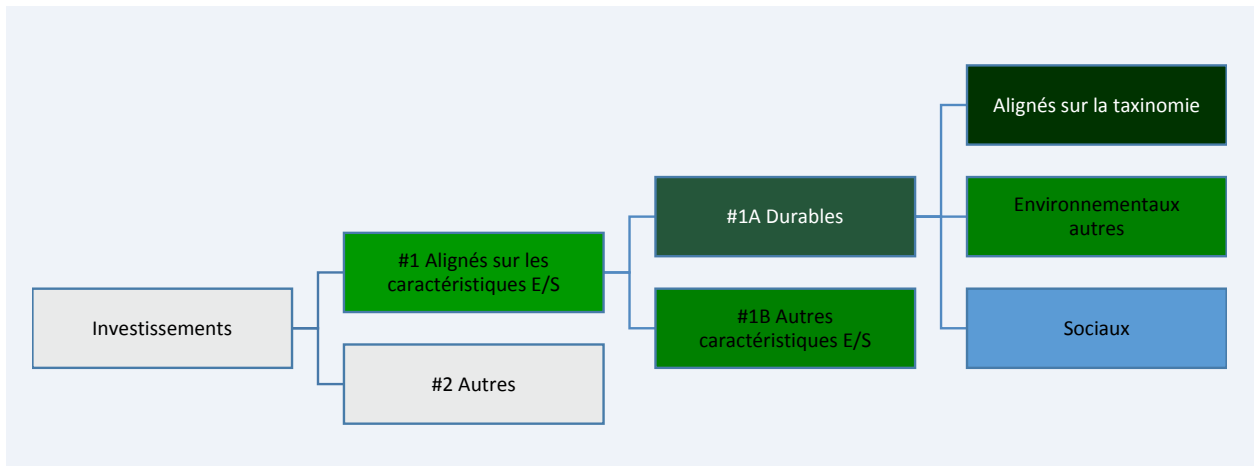 Investissements
#1 Alignés sur les
caractéristiques E/S
#2 Autres
#1A Durables
#1B Autres
caractéristiques E/S
Alignés sur la taxinomie
Environnementaux
autres
Sociaux